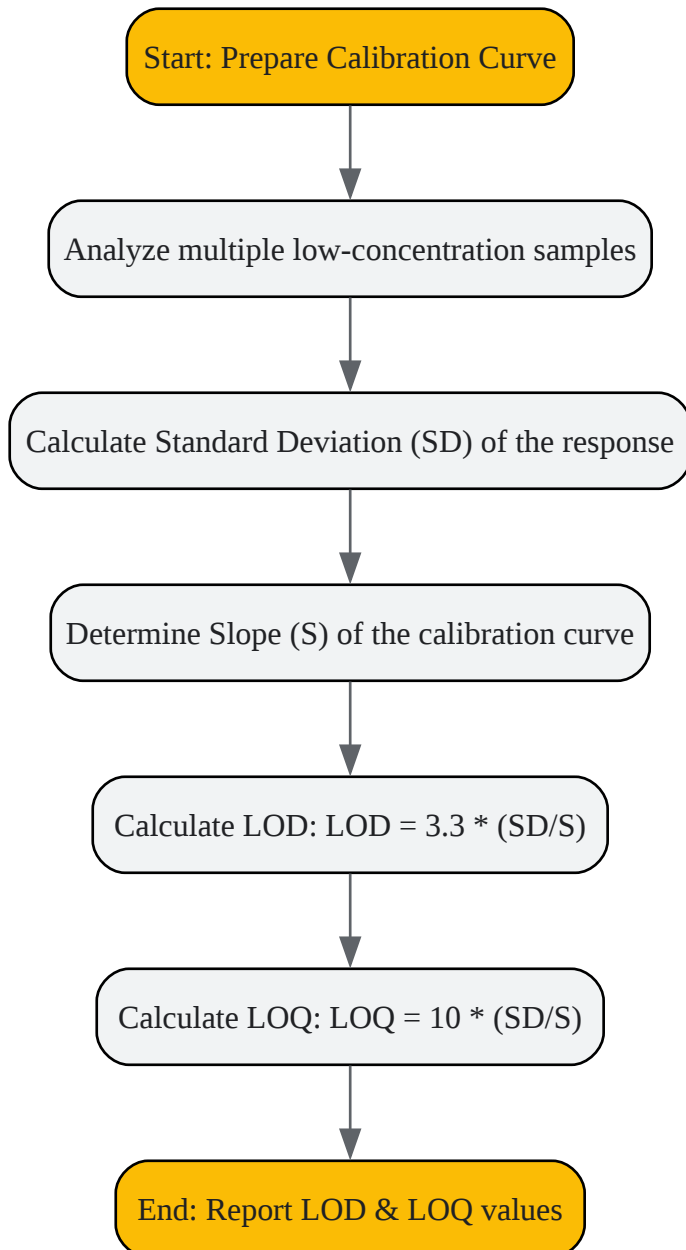 Start: Prepare Calibration Curve
Analyze multiple low-concentration samples
Calculate Standard Deviation (SD) of the response
Determine Slope (S) of the calibration curve
Calculate LOD: LOD = 3.3 * (SD/S)
Calculate LOQ: LOQ = 10 * (SD/S)
End: Report LOD & LOQ values